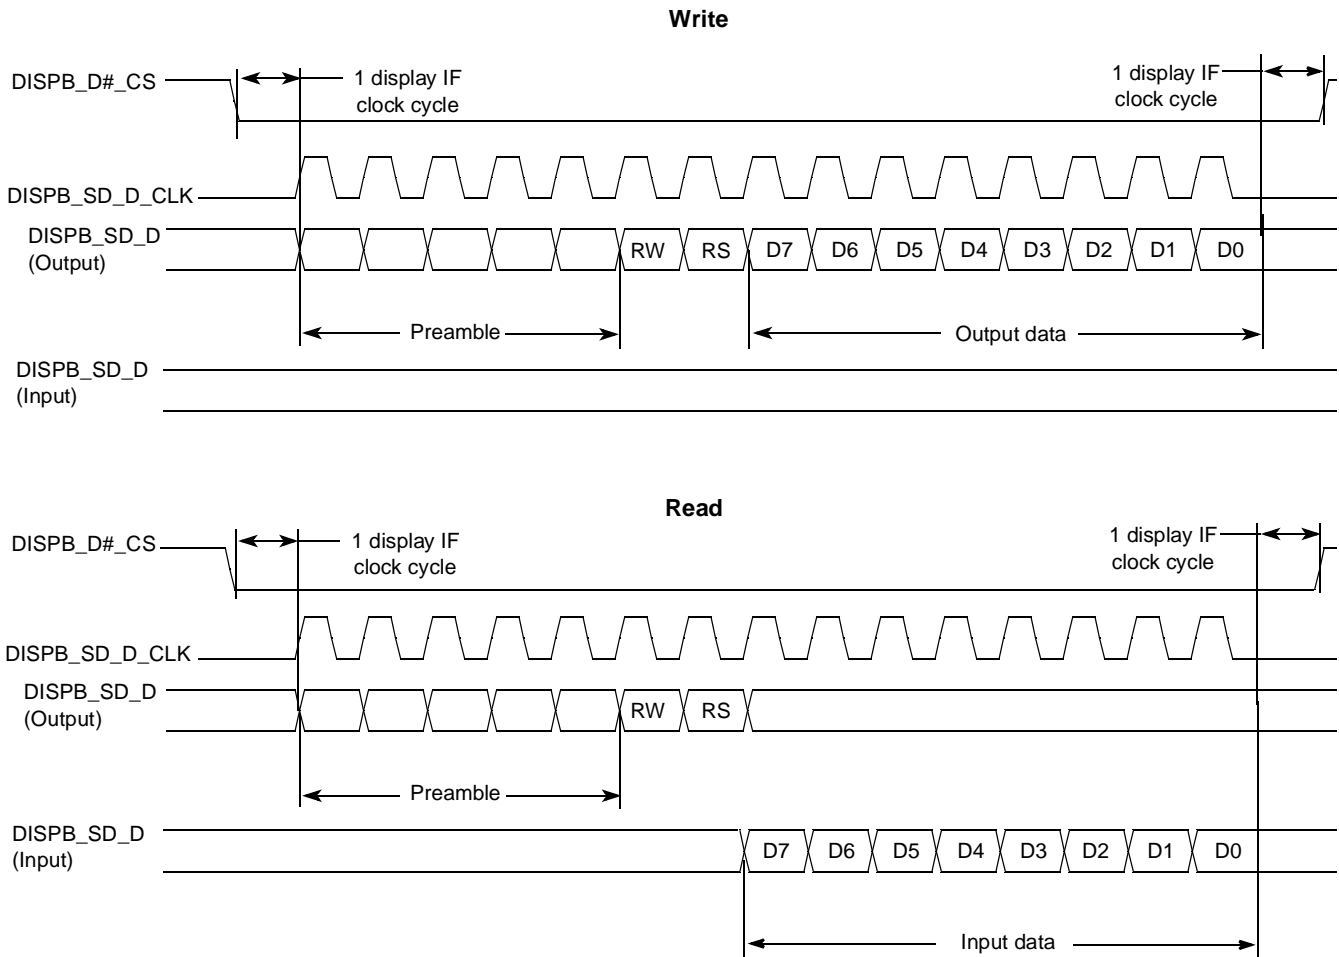 Write
DISPB_D#_CS
1 display IF
clock cycle
1 display IF
clock cycle
DISPB_SD_D_CLK
DISPB_SD_D
(Output)
RW RS D7 D6 D5 D4 D3 D2 D1 D0
Preamble
Output data
DISPB_SD_D
(Input)
Read
DISPB_D#_CS
1 display IF
clock cycle
1 display IF
clock cycle
DISPB_SD_D_CLK
DISPB_SD_D
(Output)
RW RS
Preamble
DISPB_SD_D
(Input)
D7 D6 D5 D4 D3 D2 D1 D0
Input data